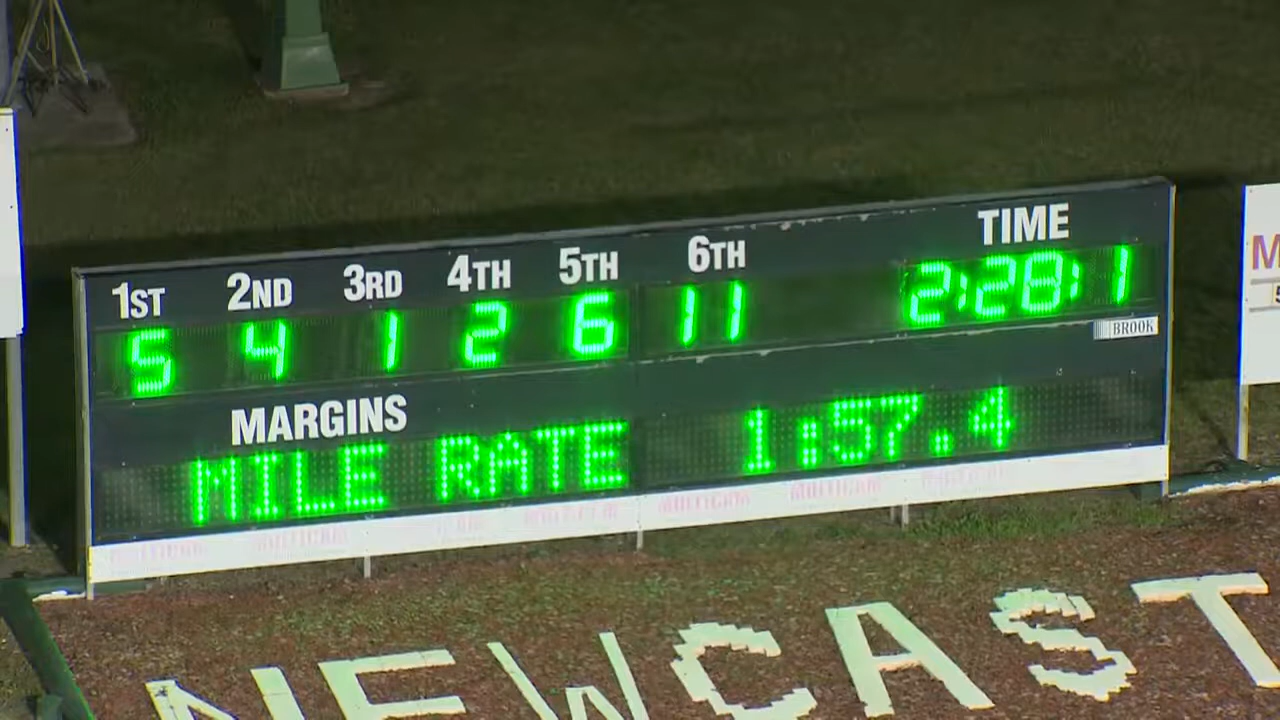 1ST 2ND 3RD 4TH 5TH 6TH TIME
5 4 1 2 6 11 2:28:1
BROOK
MARGINS
MILE RATE 1:57.4
NEWCAST
M